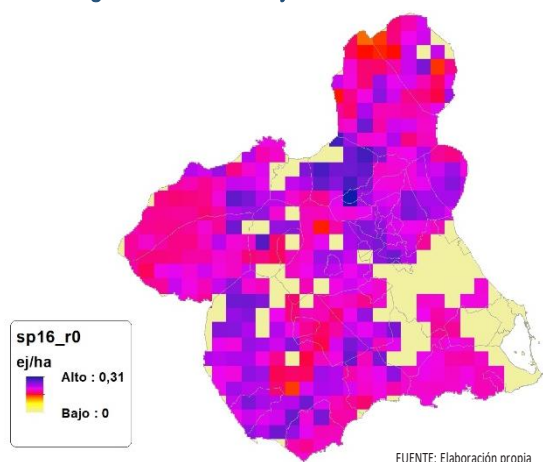 sp16_r0
ej/ha
Alto : 0,31
Bajo : 0
FUENTE: Elaboración propia